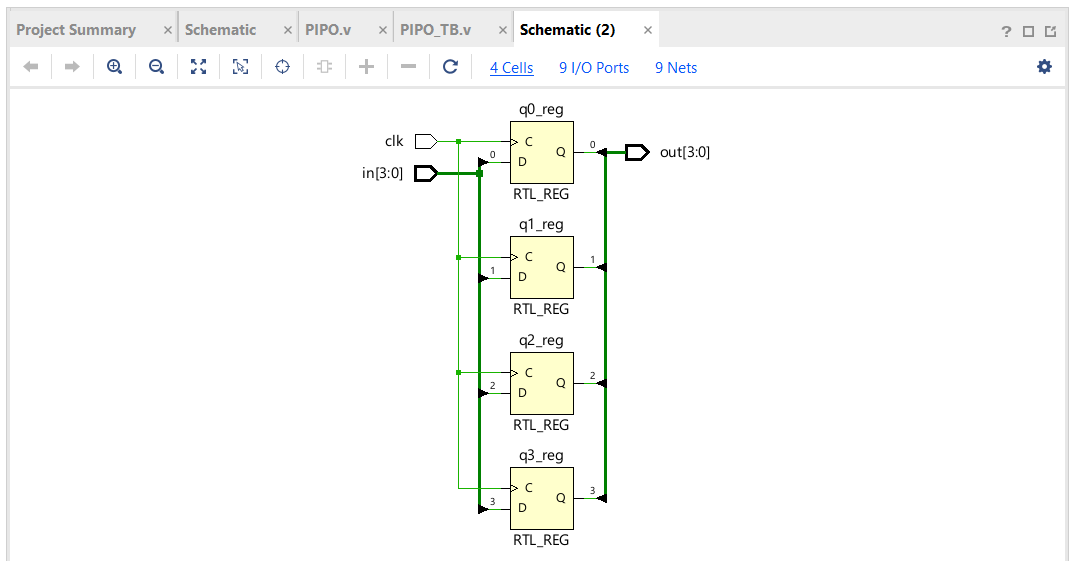 Project Summary × Schematic × PIPO.v × PIPO_TB.v × Schematic (2) × ?
4 Cells 9 I/O Ports 9 Nets
q0_reg
clk C Q 0 out[3:0]
in[3:0] 0 D
RTL_REG
q1_reg
C Q 1
1 D
RTL_REG
q2_reg
C Q 2
2 D
RTL_REG
q3_reg
C Q 3
3 D
RTL_REG